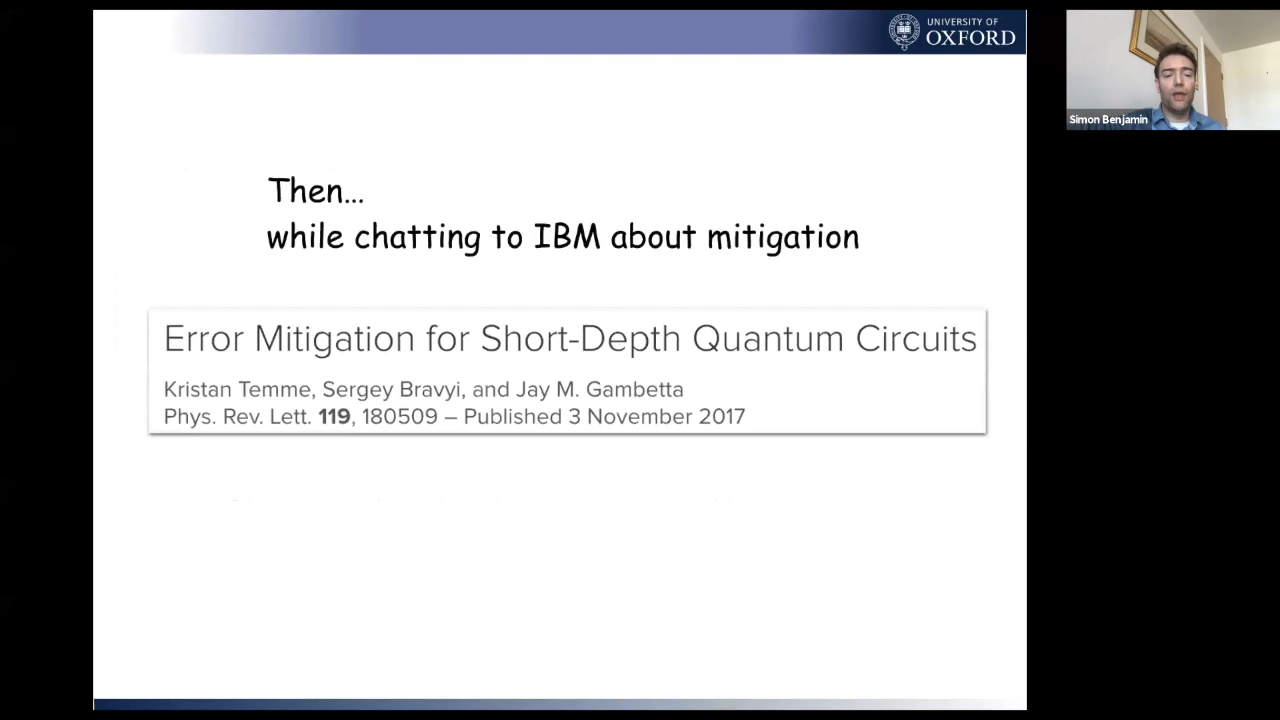 UNIVERSITY OF
OXFORD
Simon Benjamin
Then…
while chatting to IBM about mitigation
Error Mitigation for Short-Depth Quantum Circuits
Kristan Temme, Sergey Bravyi, and Jay M. Gambetta
Phys. Rev. Lett. 119, 180509 – Published 3 November 2017